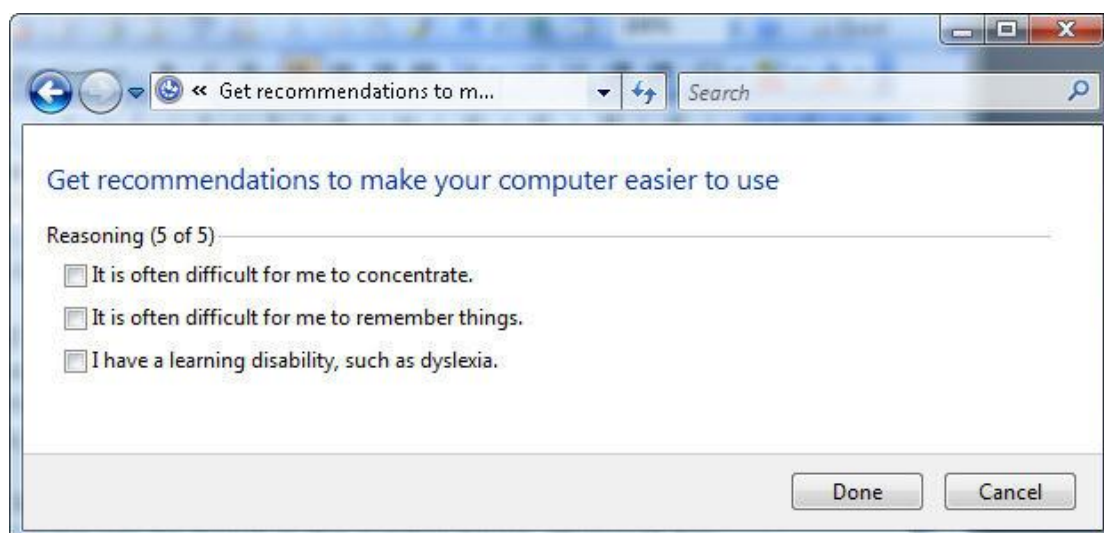 « Get recommendations to m...
Search
Get recommendations to make your computer easier to use
Reasoning (5 of 5)
It is often difficult for me to concentrate.
It is often difficult for me to remember things.
I have a learning disability, such as dyslexia.
Done
Cancel